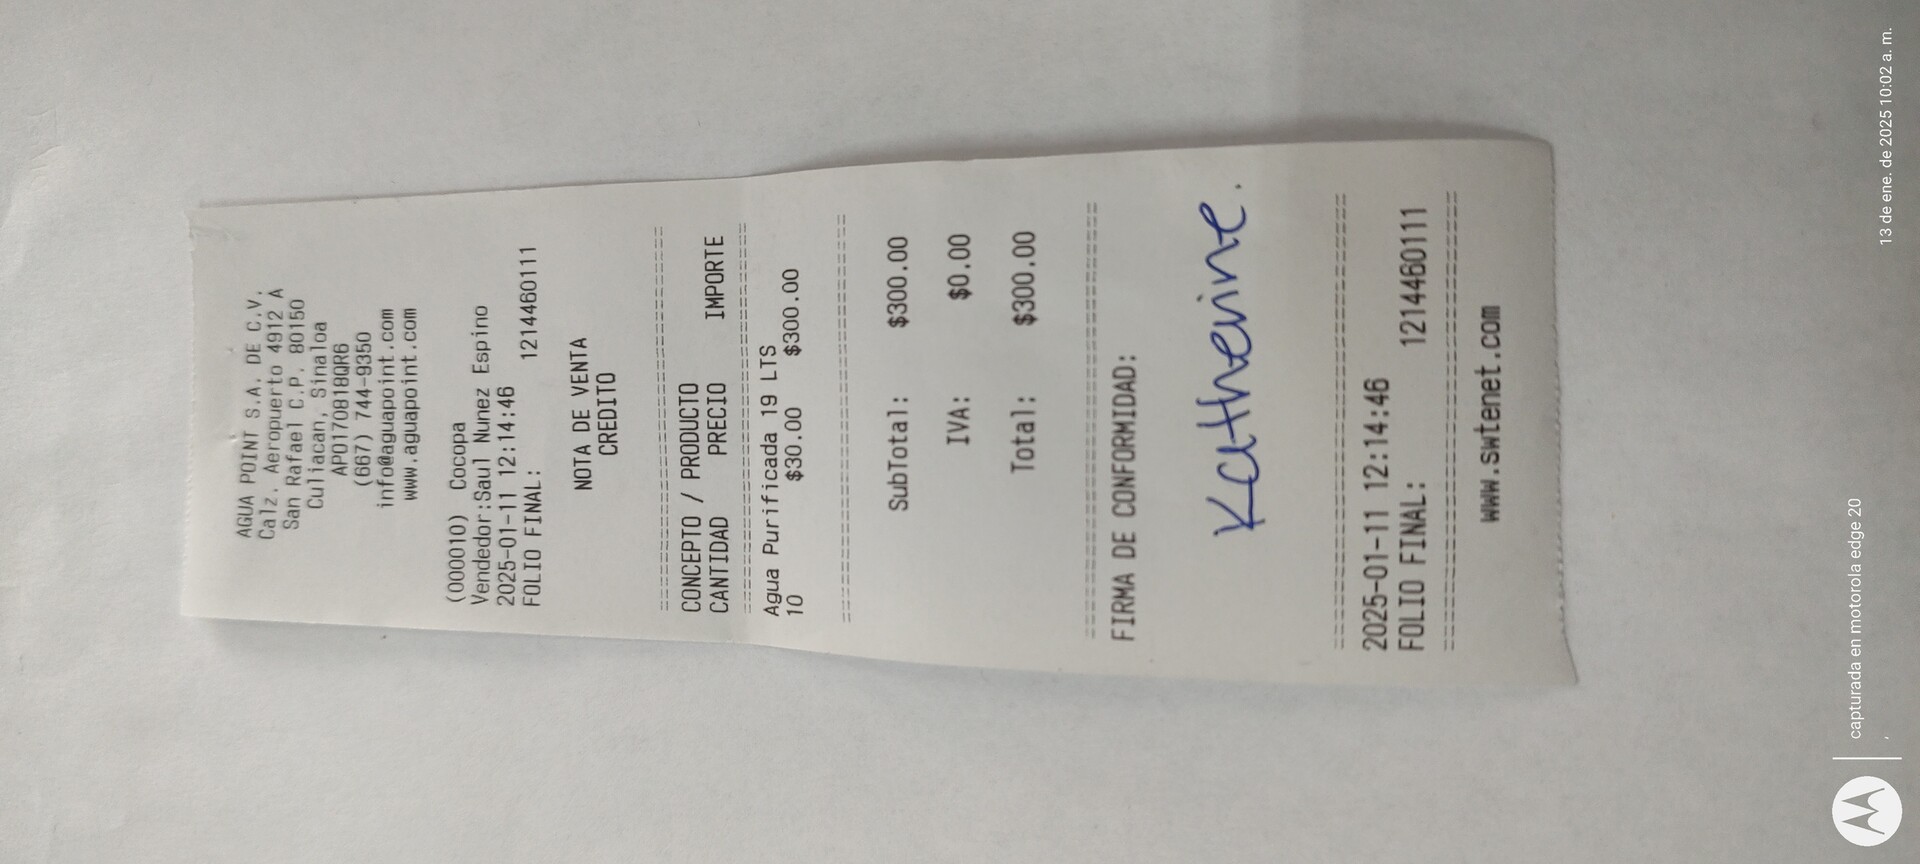 AGUA POINT S.A. DE C.V.
Calz. Aeropuerto 4912 A
San Rafael C.P. 80150
Culiacan, Sinaloa
APO170818QR6
(667) 744-9350
info@aguapoint.com
www.aguapoint.com
(000010) Cocopa
Vendedor:Saul Nunez Espino
2025-01-11 12:14:46
FOLIO FINAL: 1214460111
NOTA DE VENTA
CREDITO
CONCEPTO / PRODUCTO
CANTIDAD PRECIO IMPORTE
Agua Purificada 19 LTS
10 $30.00 $300.00
SubTotal: $300.00
IVA: $0.00
Total: $300.00
FIRMA DE CONFORMIDAD:
Katherine.
2025-01-11 12:14:46
FOLIO FINAL: 1214460111
www.swtenet.com
capturada en motorola edge 20
,
13 de ene. de 2025 10:02 a. m.